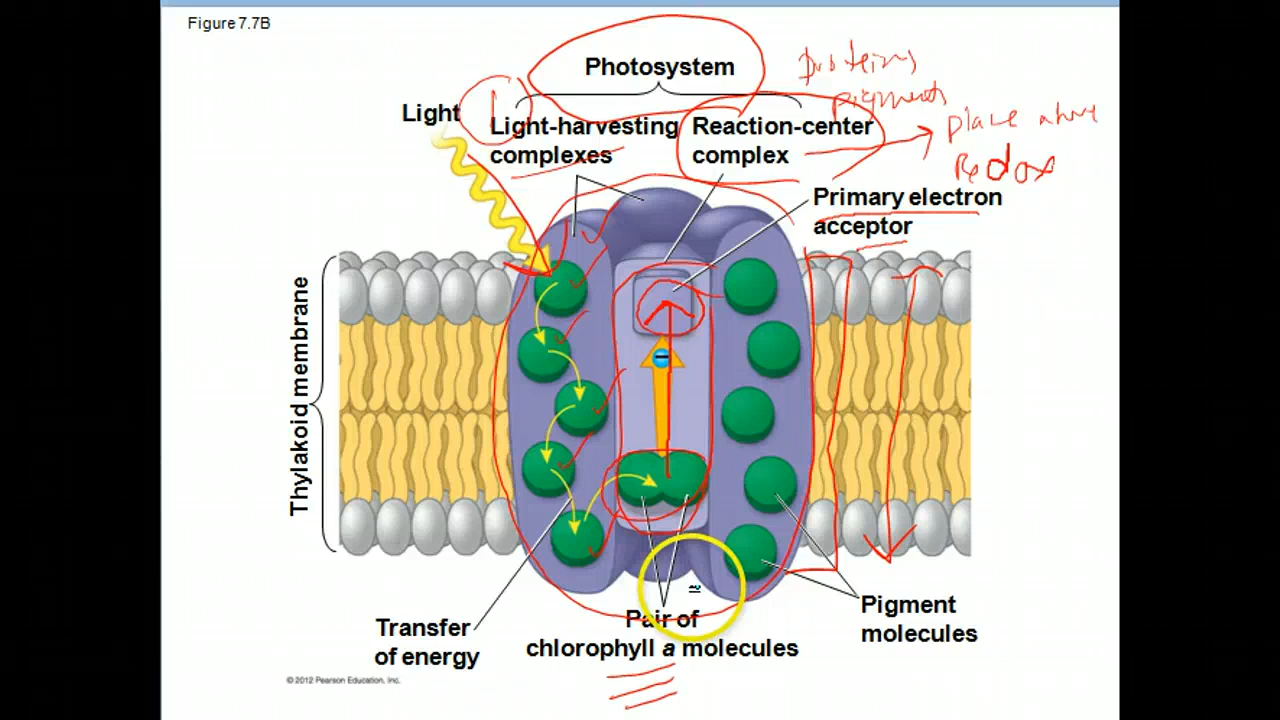 Figure 7.7B
Photosystem
proteins
pigments
Light
Light-harvesting
complexes
Reaction-center
complex
place
Redox
Primary electron
acceptor
Thylakoid membrane
Transfer
of energy
Pair of
chlorophyll a molecules
Pigment
molecules
© 2012 Pearson Education, Inc.